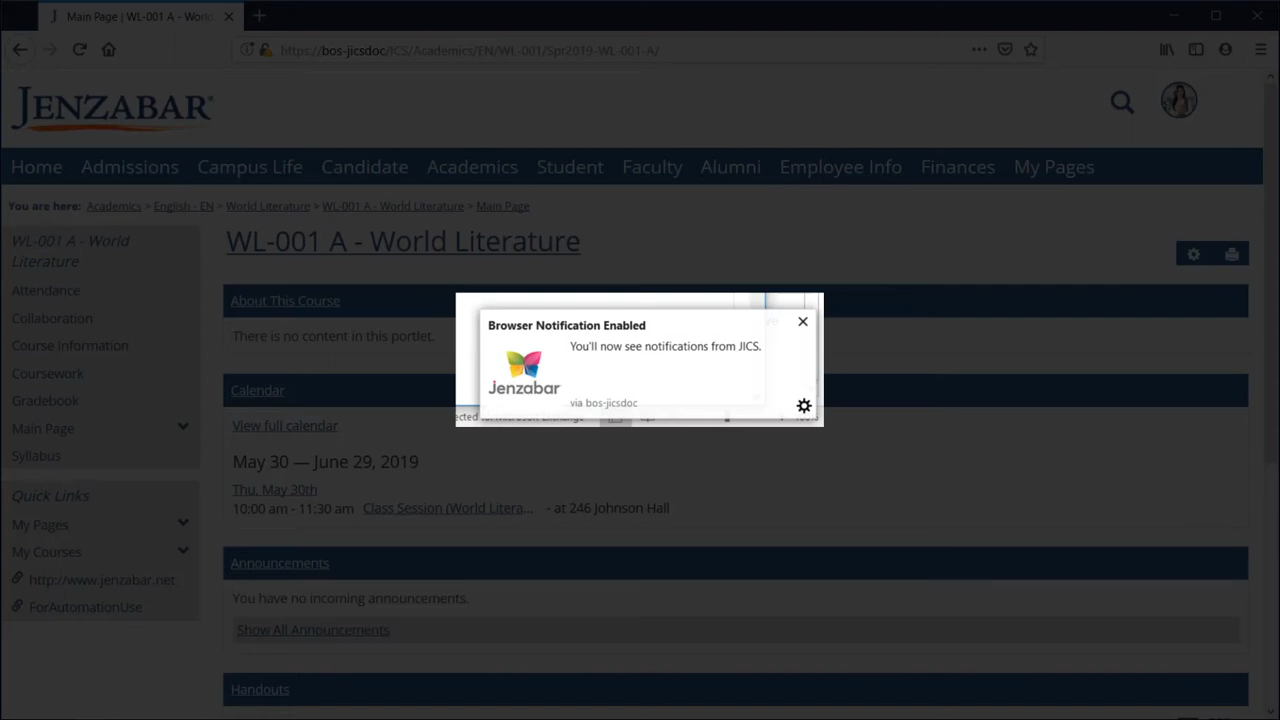 Main Page | WL-001 A - World
https://bos-jicsdoc/ICS/Academics/EN/WL-001/Spr2019-WL-001-A/
JENZABAR
Home Admissions Campus Life Candidate Academics Student Faculty Alumni Employee Info Finances My Pages
You are here: Academics > English - EN > World Literature > WL-001 A - World Literature > Main Page
WL-001 A - World
Literature
Attendance
Collaboration
Course Information
Coursework
Gradebook
Main Page
Syllabus
Quick Links
My Pages
My Courses
http://www.jenzabar.net
ForAutomationUse
WL-001 A - World Literature
About This Course
There is no content in this portlet.
Browser Notification Enabled
You'll now see notifications from JICS.
jenzabar
via bos-jicsdoc
Calendar
View full calendar
May 30 — June 29, 2019
Thu, May 30th
10:00 am - 11:30 am Class Session (World Litera... - at 246 Johnson Hall
Announcements
You have no incoming announcements.
Show All Announcements
Handouts